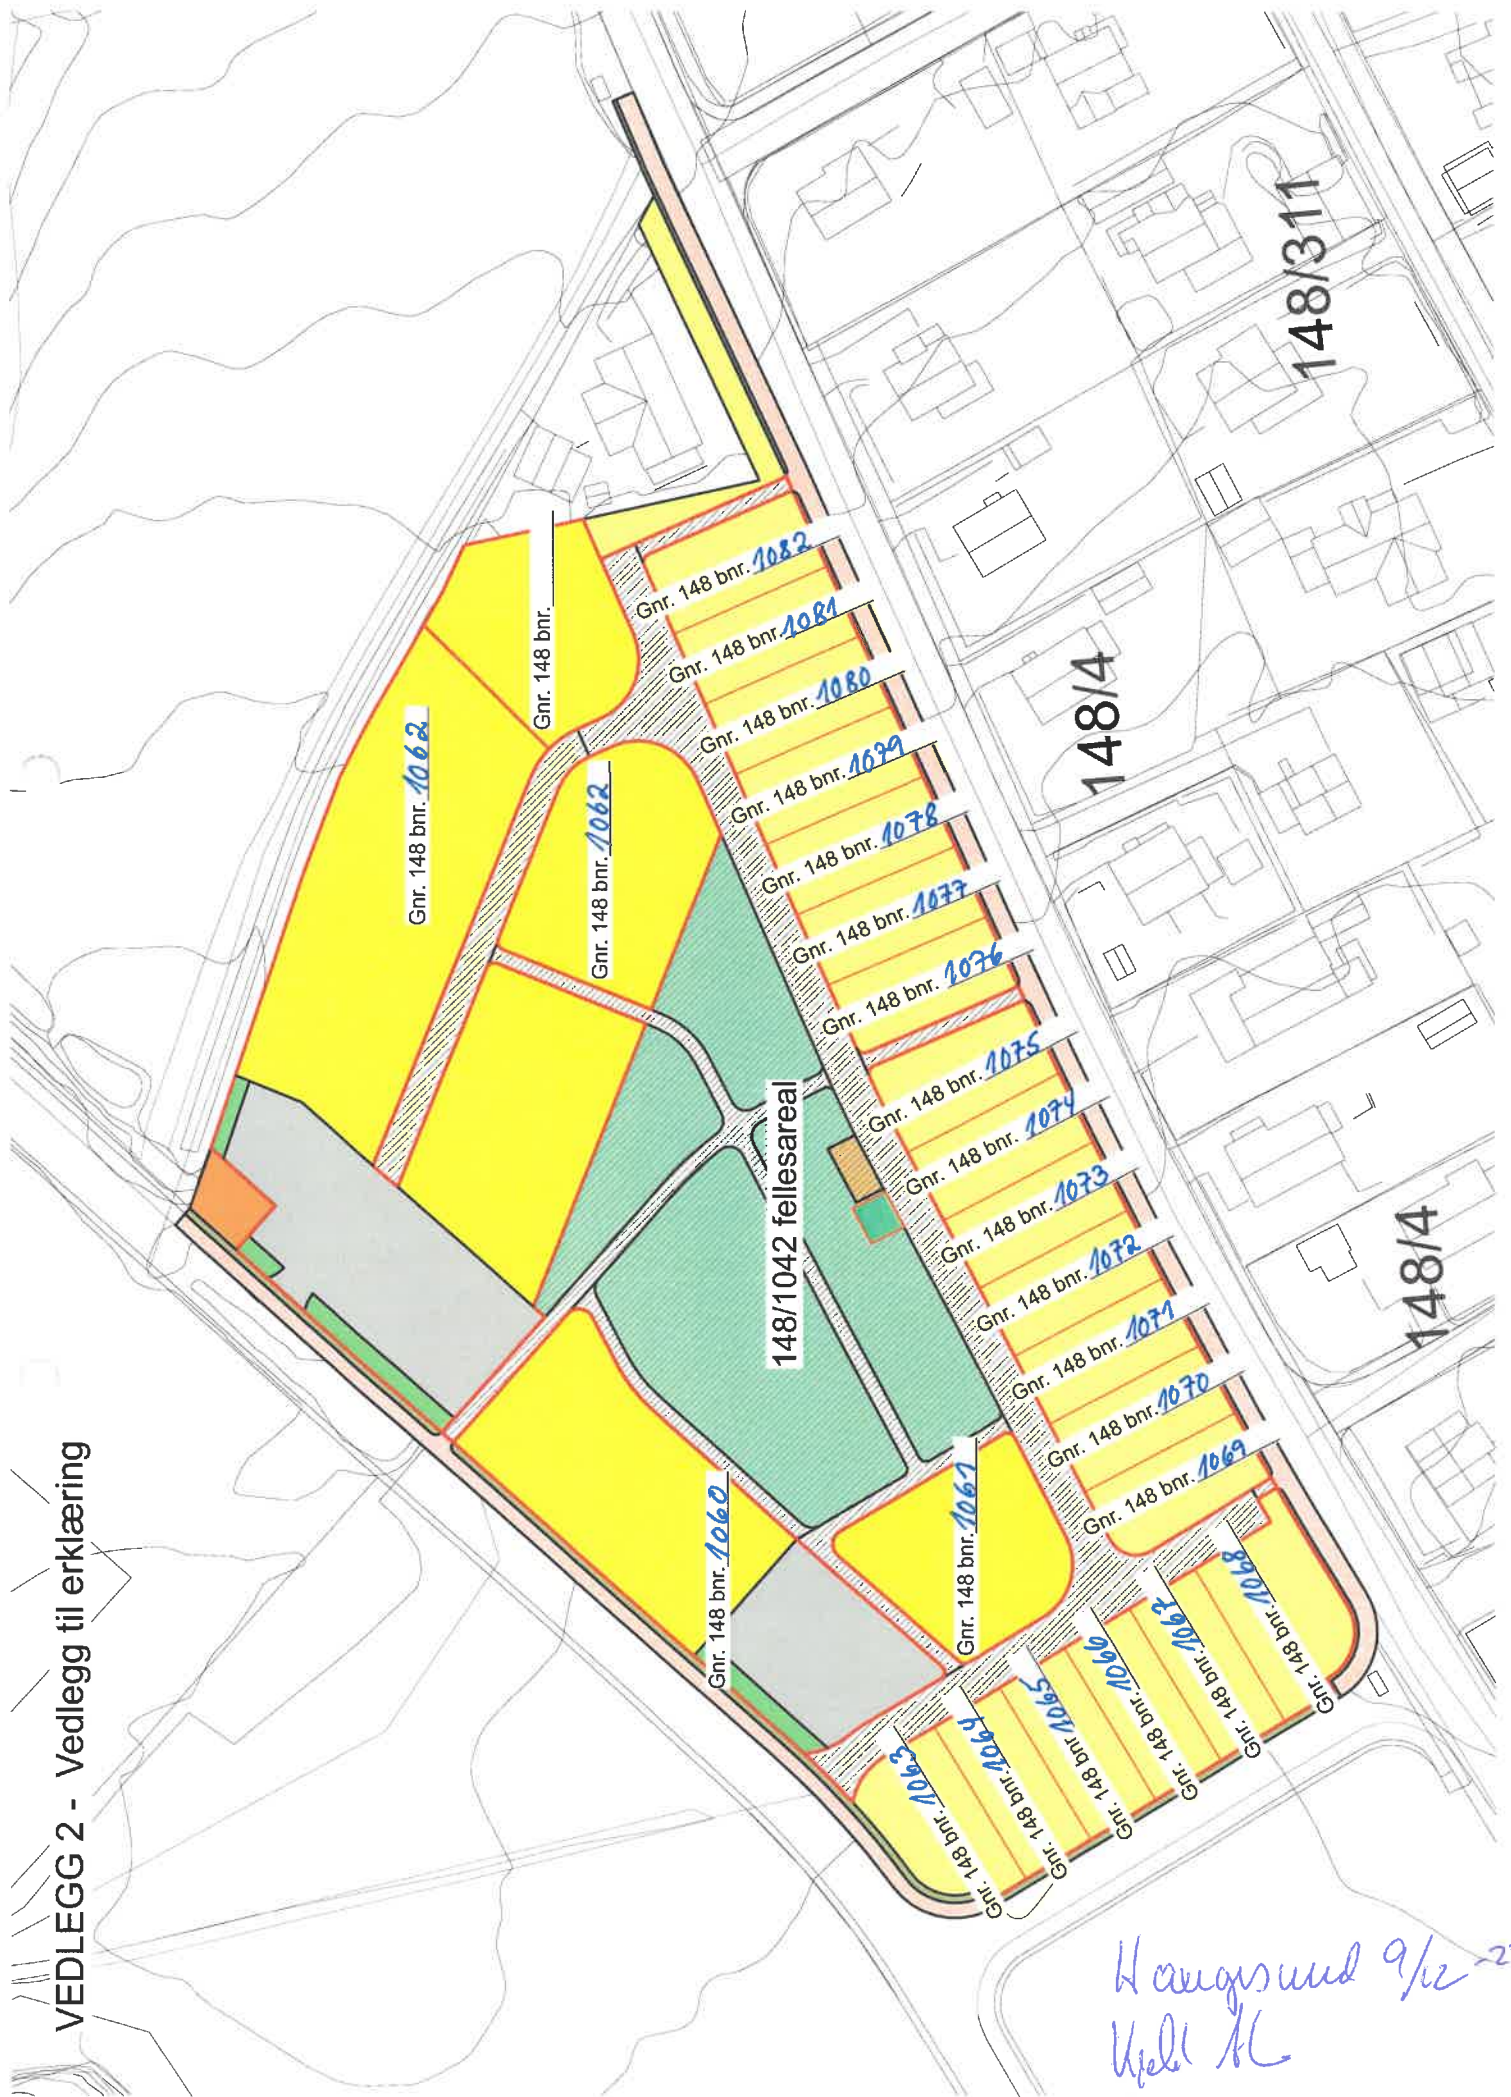 VEDLEGG 2 - Vedlegg til erklæring
Gnr. 148 bnr. 1062
Gnr. 148 bnr.
Gnr. 148 bnr. 1062
148/1042 fellesareal
Gnr. 148 bnr. 1060
Gnr. 148 bnr. 1061
Gnr. 148 bnr. 1082
Gnr. 148 bnr. 1081
Gnr. 148 bnr. 1080
Gnr. 148 bnr. 1079
Gnr. 148 bnr. 1078
Gnr. 148 bnr. 1077
Gnr. 148 bnr. 1076
Gnr. 148 bnr. 1075
Gnr. 148 bnr. 1074
Gnr. 148 bnr. 1073
Gnr. 148 bnr. 1072
Gnr. 148 bnr. 1071
Gnr. 148 bnr. 1070
Gnr. 148 bnr. 1069
Gnr. 148 bnr. 1068
Gnr. 148 bnr. 1067
Gnr. 148 bnr. 1066
Gnr. 148 bnr 1065
Gnr. 148 bnr. 1064
Gnr. 148 bnr. 1063
148/311
148/4
148/4
Haugesund 9/12